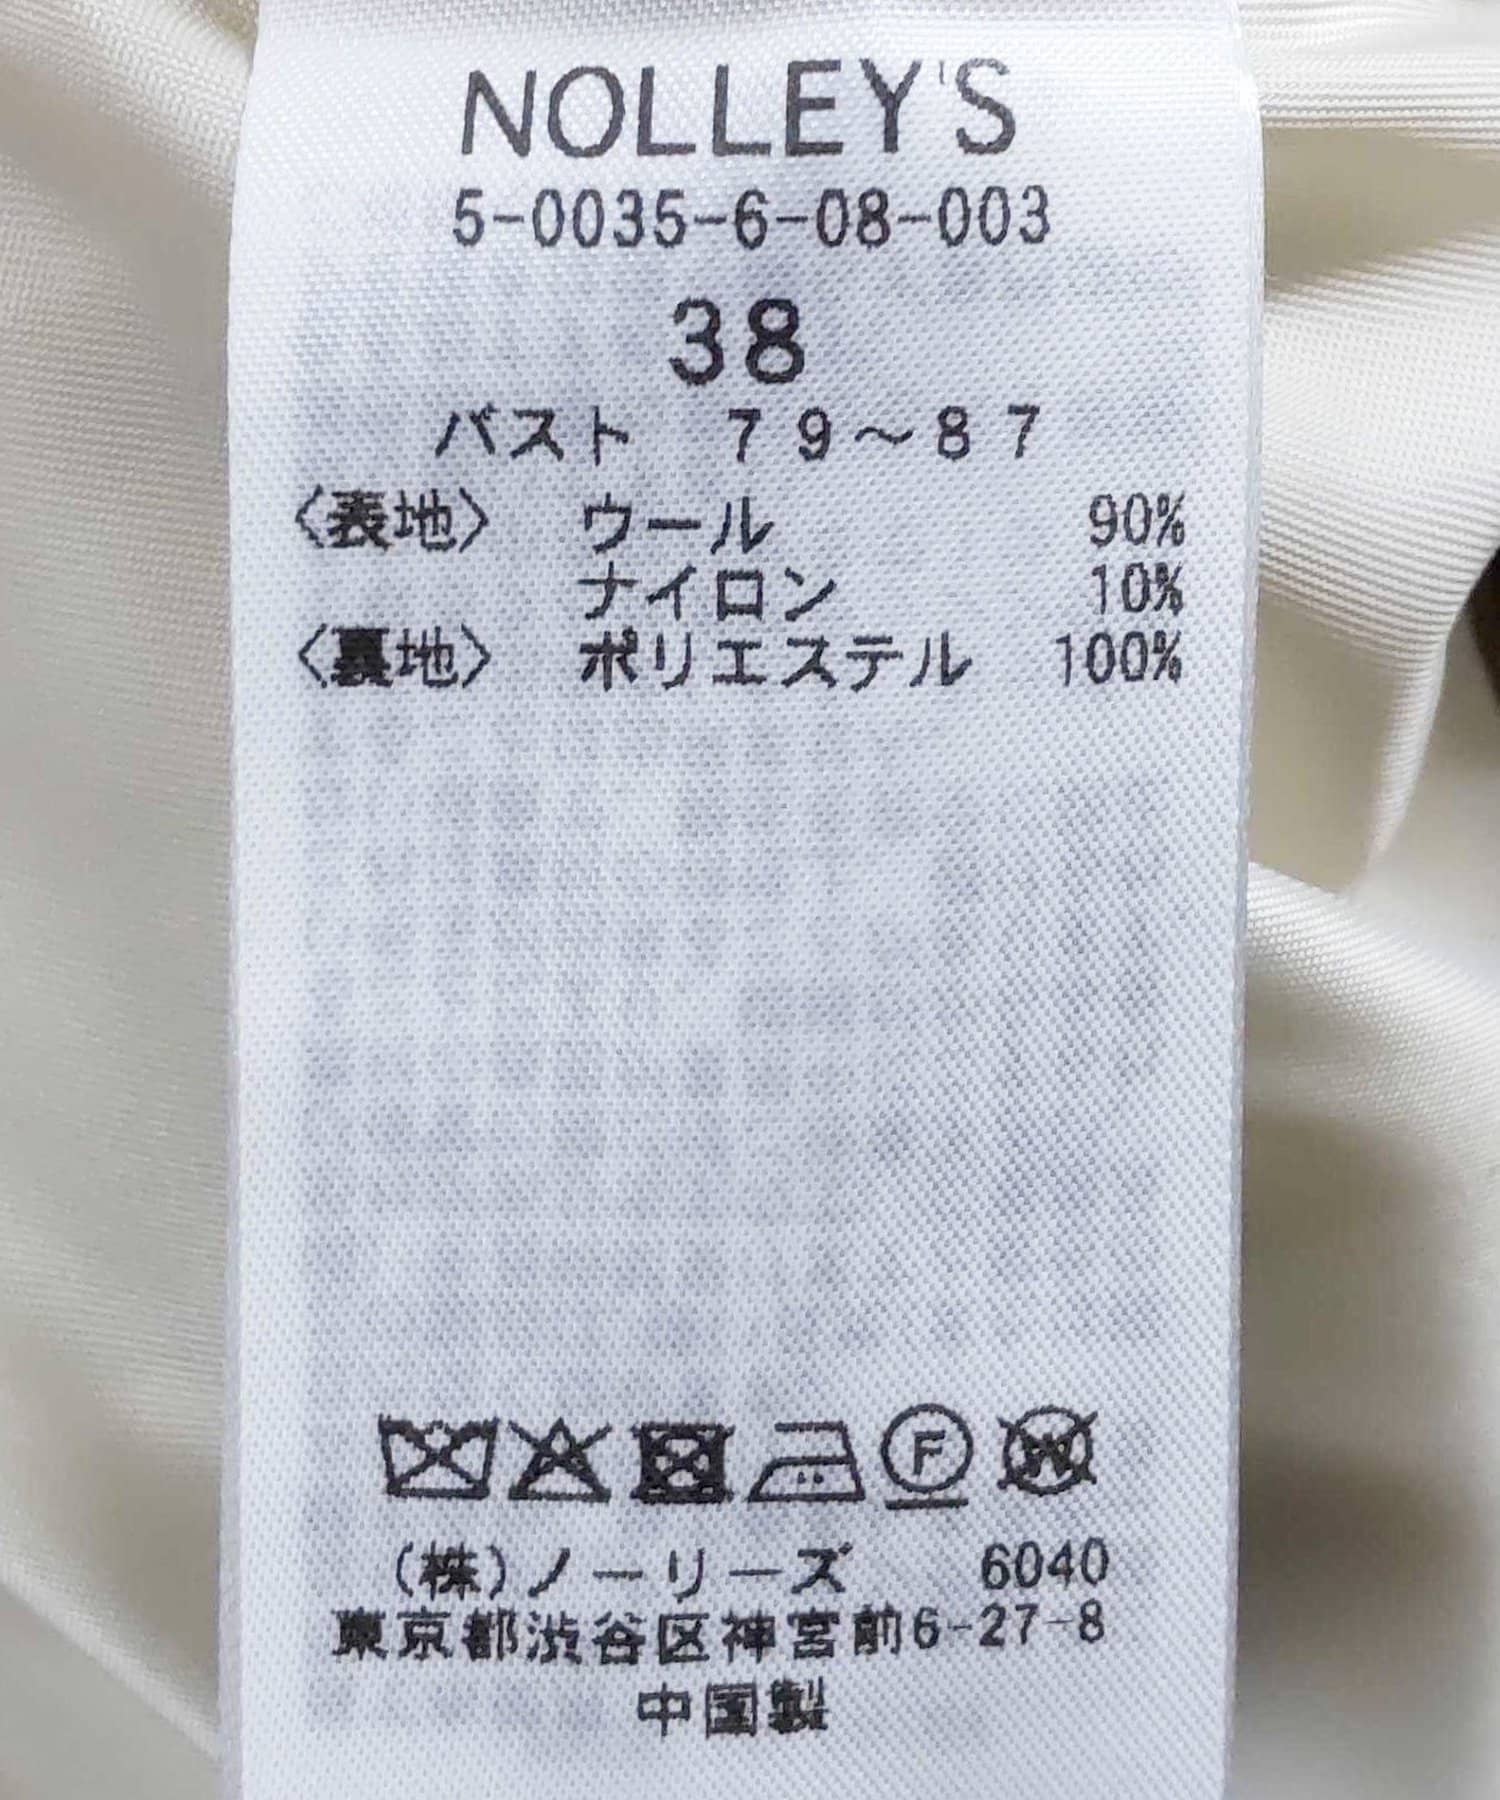 NOLLEY'S
5-0035-6-08-003
38
バスト 79～87
〈表地〉 ウール 90%
ナイロン 10%
〈裏地〉 ポリエステル 100%
F W
(株)ノーリーズ 6040
東京都渋谷区神宮前6-27-8
中国製